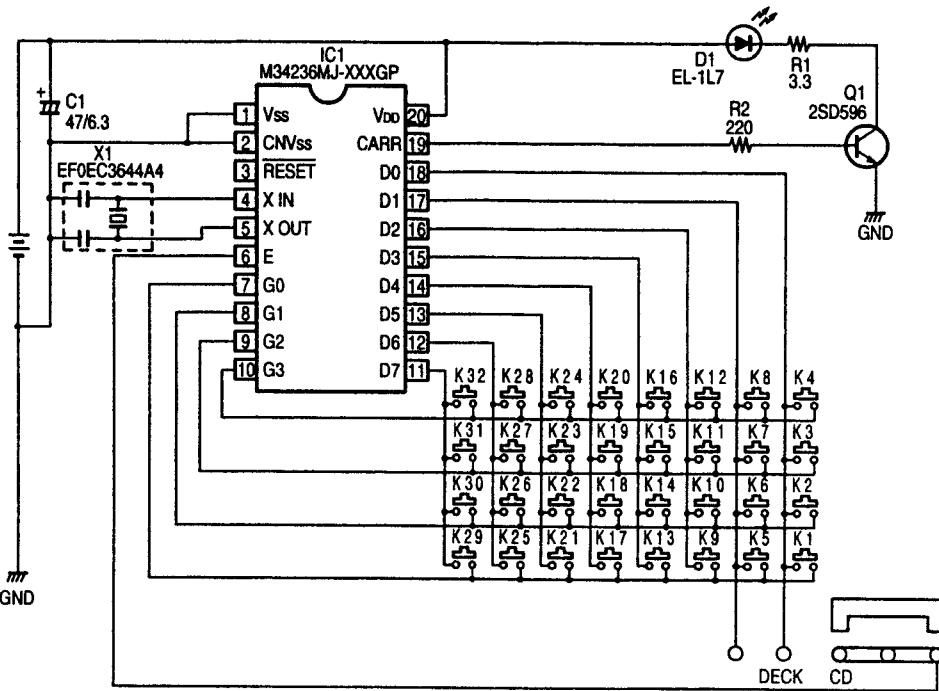 IC1
M34236MJ-XXXGP
D1
EL-1L7
R1
3.3
Q1
2SD596
R2
220
+
C1
47/6.3
X1
EF0EC3644A4
1 Vss
2 CNVss
3 RESET
4 X IN
5 X OUT
6 E
7 G0
8 G1
9 G2
10 G3
VDD 20
CARR 19
D0 18
D1 17
D2 16
D3 15
D4 14
D5 13
D6 12
D7 11
GND
K32 K28 K24 K20 K16 K12 K8 K4
K31 K27 K23 K19 K15 K11 K7 K3
K30 K26 K22 K18 K14 K10 K6 K2
K29 K25 K21 K17 K13 K9 K5 K1
GND
DECK CD